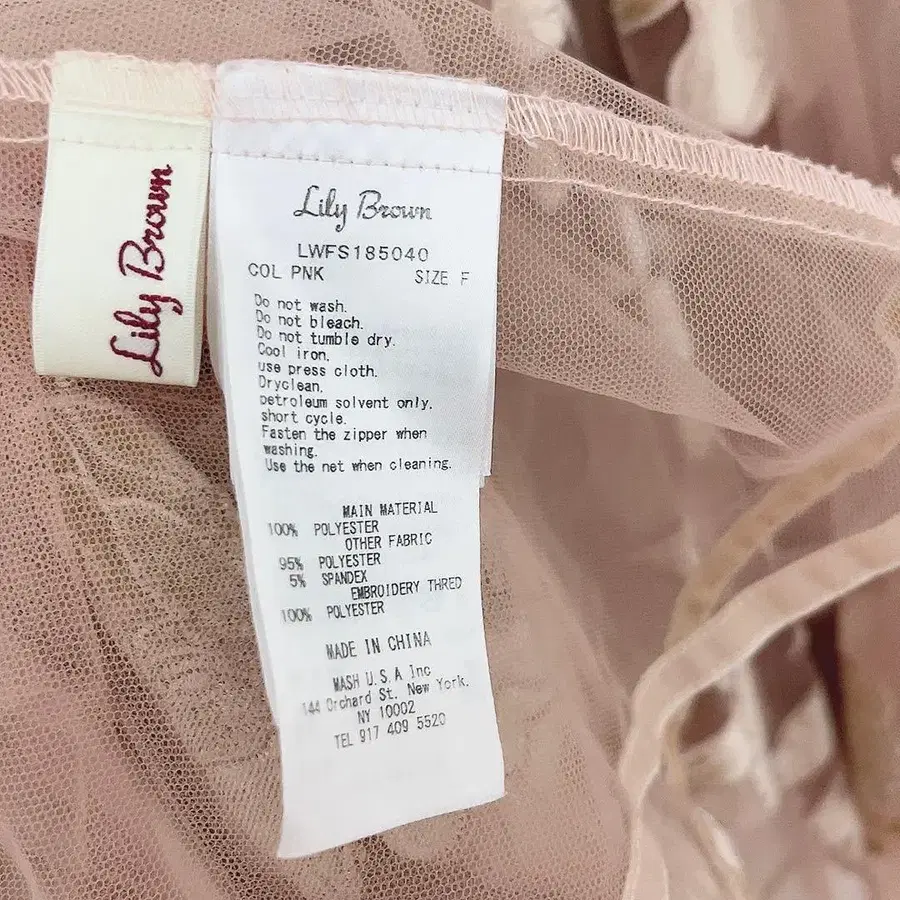 Lily Brown
Lily Brown
LWFS185040
COL PNK SIZE F
Do not wash.
Do not bleach.
Do not tumble dry.
Cool iron.
use press cloth.
Dryclean.
petroleum solvent only.
short cycle.
Fasten the zipper when
washing.
Use the net when cleaning.
MAIN MATERIAL
100% POLYESTER
OTHER FABRIC
95% POLYESTER
5% SPANDEX
EMBROIDERY THRED
100% POLYESTER
MADE IN CHINA
MASH U.S.A Inc
144 Orchard St. New York.
NY 10002
TEL 917 409 5520